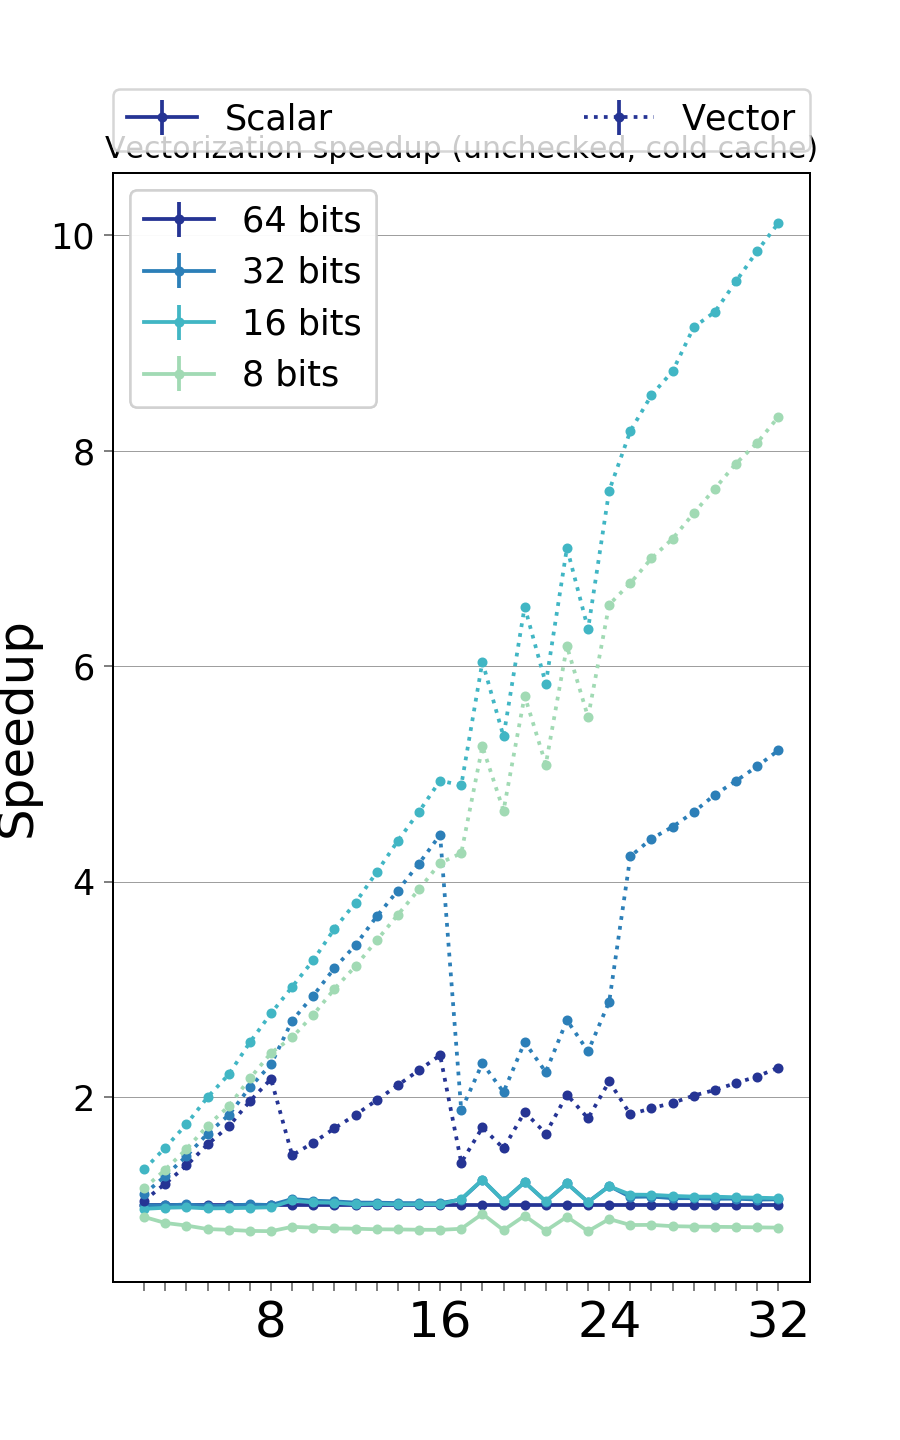 Scalar
Vector
Vectorization speedup (unchecked, cold cache)
64 bits
32 bits
16 bits
8 bits
10
8
6
4
2
Speedup
8 16 24 32